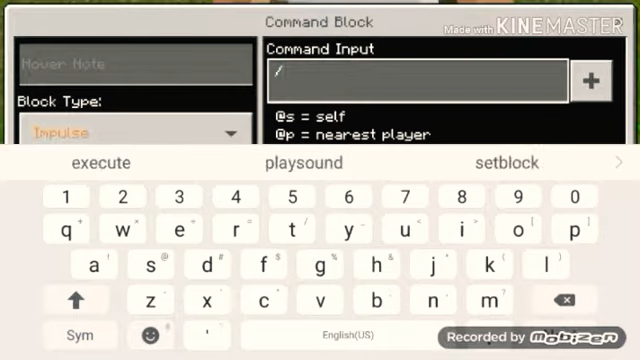 Command Block
Made with KINEMASTER
Hover Note
Command Input
/
+
Block Type:
@s = self
Impulse
@p = nearest player
execute playsound setblock >
1 2 3 4 5 6 7 8 9 0
q w e r t y u i o p
a s d f g h j k l
z x c v b n m
Sym ' English(US)
Recorded by mobizen